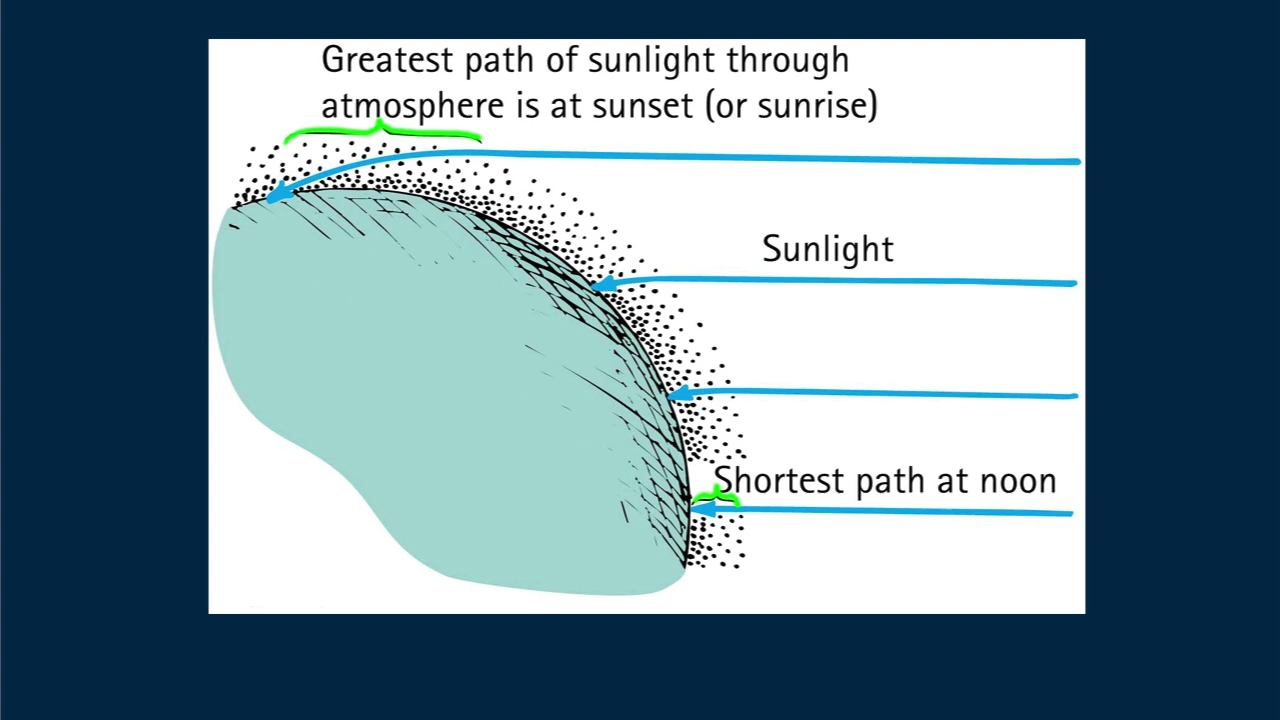 Greatest path of sunlight through
atmosphere is at sunset (or sunrise)
Sunlight
Shortest path at noon